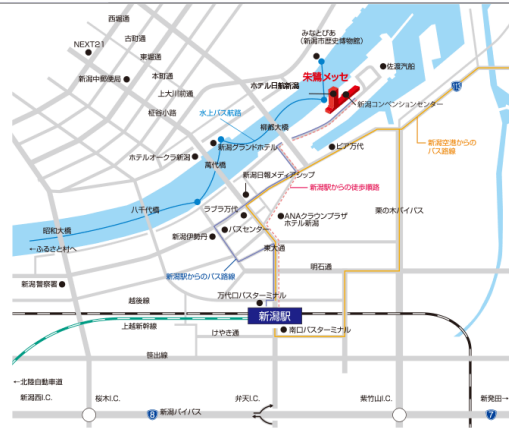 西堀通
古町通
NEXT21
東堀通
新潟中郵便局
本町通
上大川前通
柾谷小路
みなとぴあ
（新潟市歴史博物館）
朱鷺メッセ
ホテル日航新潟
佐渡汽船
新潟コンベンションセンター
113
水上バス航路
柳都大橋
新潟グランドホテル
ピア万代
新潟空港からの
バス路線
ホテルオークラ新潟
萬代橋
新潟日報メディアシップ
新潟駅からの徒歩順路
八千代橋
ラブラ万代
バスセンター
新潟伊勢丹
ANAクラウンプラザ
ホテル新潟
栗の木バイパス
昭和大橋
←ふるさと村へ
東大通
新潟駅からのバス路線
明石通
新潟警察署
越後線
万代口バスターミナル
新潟駅
上越新幹線
けやき通
南口バスターミナル
笹出線
←北陸自動車道
新潟西I.C.
桜木I.C.
弁天I.C.
紫竹山I.C.
新発田→
8
新潟バイパス
7